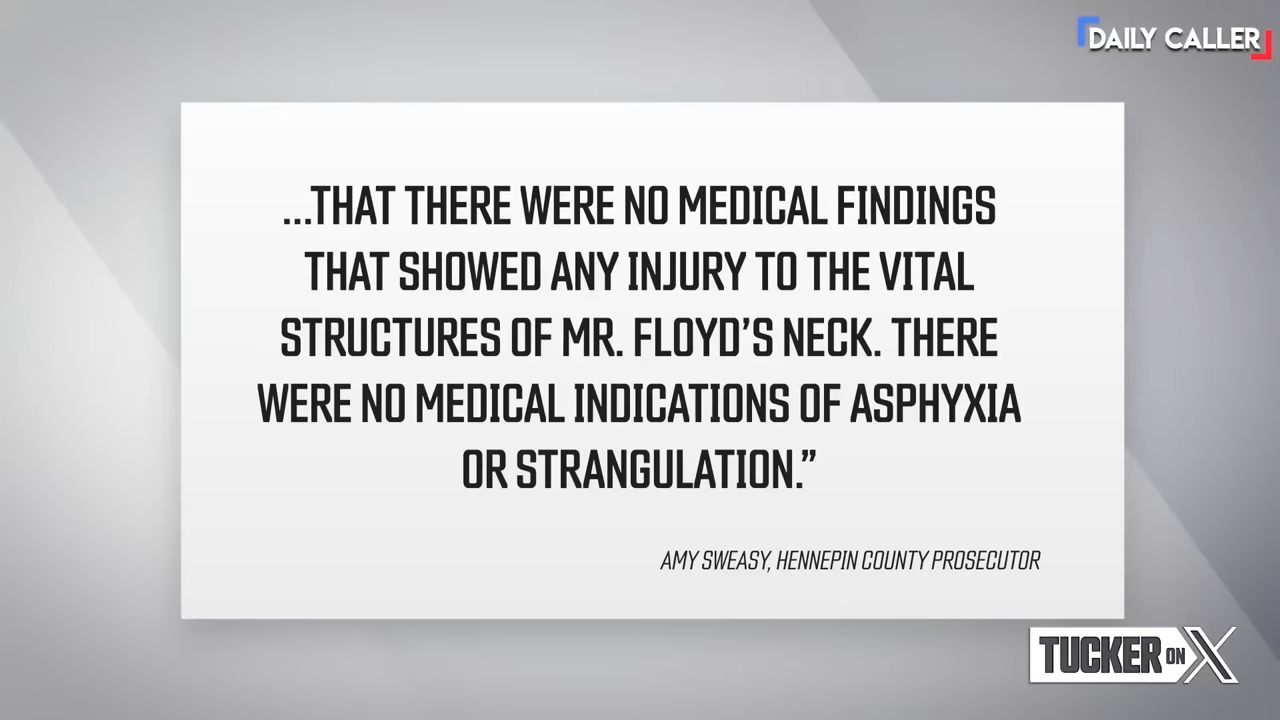 DAILY CALLER
...THAT THERE WERE NO MEDICAL FINDINGS
THAT SHOWED ANY INJURY TO THE VITAL
STRUCTURES OF MR. FLOYD’S NECK. THERE
WERE NO MEDICAL INDICATIONS OF ASPHYXIA
OR STRANGULATION.”
AMY SWEASY, HENNEPIN COUNTY PROSECUTOR
TUCKER ON X